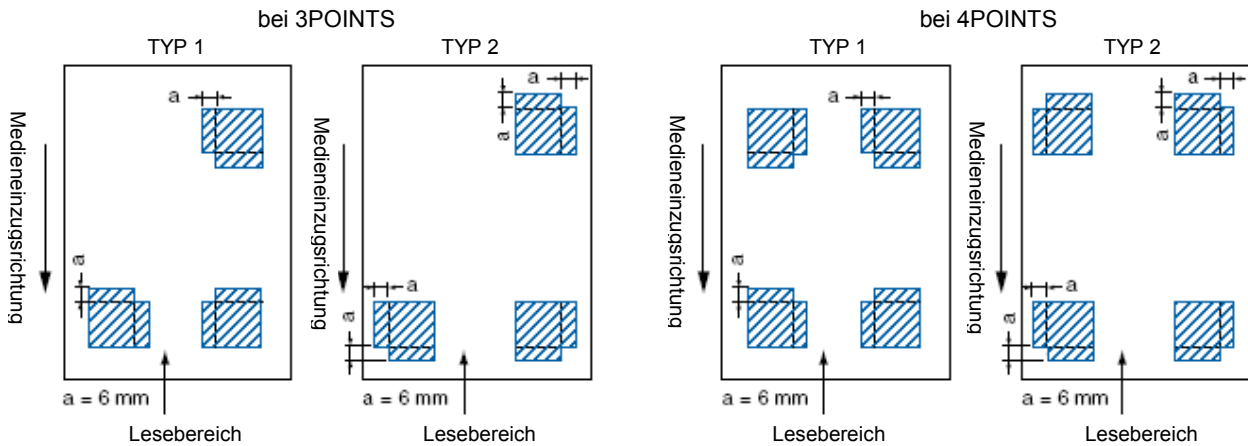 bei 3POINTS
TYP 1
TYP 2
a
a
a
Medieneinzugsrichtung
Medieneinzugsrichtung
a
a
a
a = 6 mm
a = 6 mm
Lesebereich
Lesebereich
bei 4POINTS
TYP 1
TYP 2
a
a
a
Medieneinzugsrichtung
Medieneinzugsrichtung
a
a
a
a = 6 mm
a = 6 mm
Lesebereich
Lesebereich